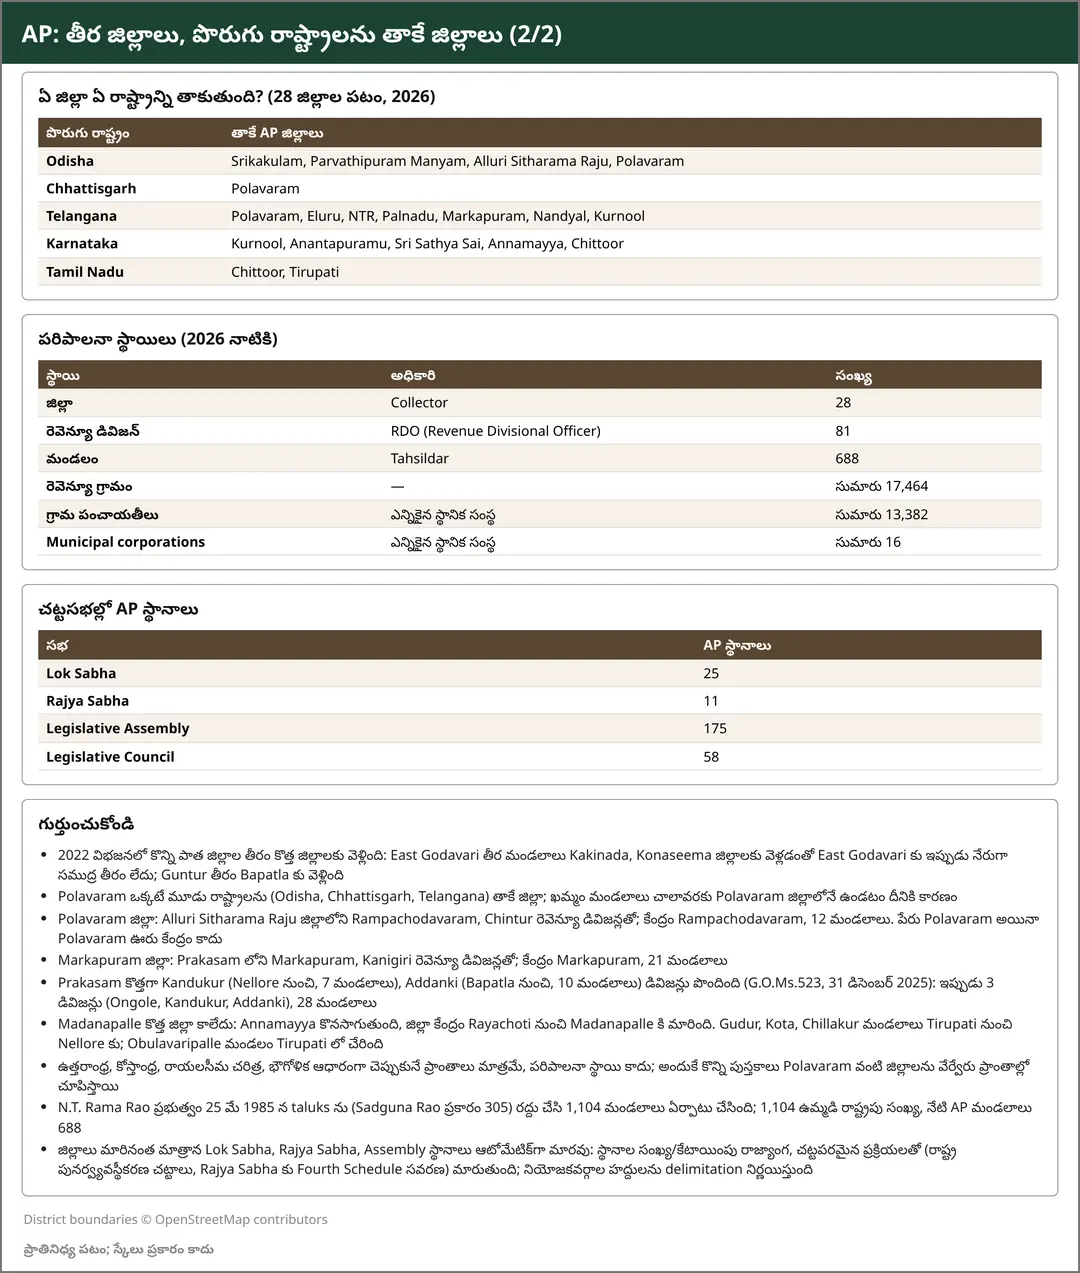 AP: తీర జిల్లాలు, పొరుగు రాష్ట్రాలను తాకే జిల్లాలు (2/2)
ఏ జిల్లా ఏ రాష్ట్రాన్ని తాకుతుంది? (28 జిల్లాల పటం, 2026)
పొరుగు రాష్ట్రం తాకే AP జిల్లాలు
Odisha Srikakulam, Parvathipuram Manyam, Alluri Sitharama Raju, Polavaram
Chhattisgarh Polavaram
Telangana Polavaram, Eluru, NTR, Palnadu, Markapuram, Nandyal, Kurnool
Karnataka Kurnool, Anantapuramu, Sri Sathya Sai, Annamayya, Chittoor
Tamil Nadu Chittoor, Tirupati
పరిపాలనా స్థాయిలు (2026 నాటికి)
స్థాయి అధికారి సంఖ్య
జిల్లా Collector 28
రెవెన్యూ డివిజన్ RDO (Revenue Divisional Officer) 81
మండలం Tahsildar 688
రెవెన్యూ గ్రామం — సుమారు 17,464
గ్రామ పంచాయతీలు ఎన్నికైన స్థానిక సంస్థ సుమారు 13,382
Municipal corporations ఎన్నికైన స్థానిక సంస్థ సుమారు 16
చట్టసభల్లో AP స్థానాలు
సభ AP స్థానాలు
Lok Sabha 25
Rajya Sabha 11
Legislative Assembly 175
Legislative Council 58
గుర్తుంచుకోండి
• 2022 విభజనలో కొన్ని పాత జిల్లాల తీరం కొత్త జిల్లాలకు వెళ్లింది: East Godavari తీర మండలాలు Kakinada, Konaseema జిల్లాలకు వెళ్లడంతో East Godavari కు ఇప్పుడు నేరుగా
సముద్ర తీరం లేదు; Guntur తీరం Bapatla కు వెళ్లింది
• Polavaram ఒక్కటే మూడు రాష్ట్రాలను (Odisha, Chhattisgarh, Telangana) తాకే జిల్లా; ఖమ్మం మండలాలు చాలావరకు Polavaram జిల్లాలోనే ఉండటం దీనికి కారణం
• Polavaram జిల్లా: Alluri Sitharama Raju జిల్లాలోని Rampachodavaram, Chintur రెవెన్యూ డివిజన్లతో; కేంద్రం Rampachodavaram, 12 మండలాలు. పేరు Polavaram అయినా
Polavaram ఊరు కేంద్రం కాదు
• Markapuram జిల్లా: Prakasam లోని Markapuram, Kanigiri రెవెన్యూ డివిజన్లతో; కేంద్రం Markapuram, 21 మండలాలు
• Prakasam కొత్తగా Kandukur (Nellore నుంచి, 7 మండలాలు), Addanki (Bapatla నుంచి, 10 మండలాలు) డివిజన్లు పొందింది (G.O.Ms.523, 31 డిసెంబర్ 2025): ఇప్పుడు 3
డివిజన్లు (Ongole, Kandukur, Addanki), 28 మండలాలు
• Madanapalle కొత్త జిల్లా కాలేదు: Annamayya కొనసాగుతుంది, జిల్లా కేంద్రం Rayachoti నుంచి Madanapalle కి మారింది. Gudur, Kota, Chillakur మండలాలు Tirupati నుంచి
Nellore కు; Obulavaripalle మండలం Tirupati లో చేరింది
• ఉత్తరాంధ్ర, కోస్తాంధ్ర, రాయలసీమ చరిత్ర, భౌగోళిక ఆధారంగా చెప్పుకునే ప్రాంతాలు మాత్రమే, పరిపాలనా స్థాయి కాదు; అందుకే కొన్ని పుస్తకాలు Polavaram వంటి జిల్లాలను వేర్వేరు ప్రాంతాల్లో
చూపిస్తాయి
• N.T. Rama Rao ప్రభుత్వం 25 మే 1985 న taluks ను (Sadguna Rao ప్రకారం 305) రద్దు చేసి 1,104 మండలాలు ఏర్పాటు చేసింది; 1,104 ఉమ్మడి రాష్ట్రపు సంఖ్య, నేటి AP మండలాలు
688
• జిల్లాలు మారినంత మాత్రాన Lok Sabha, Rajya Sabha, Assembly స్థానాలు ఆటోమేటిక్‌గా మారవు: స్థానాల సంఖ్య/కేటాయింపు రాజ్యాంగ, చట్టపరమైన ప్రక్రియలతో (రాష్ట్ర
పునర్వ్యవస్థీకరణ చట్టాలు, Rajya Sabha కు Fourth Schedule సవరణ) మారుతుంది; నియోజకవర్గాల హద్దులను delimitation నిర్ణయిస్తుంది
District boundaries © OpenStreetMap contributors
ప్రాతినిధ్య పటం; స్కేలు ప్రకారం కాదు